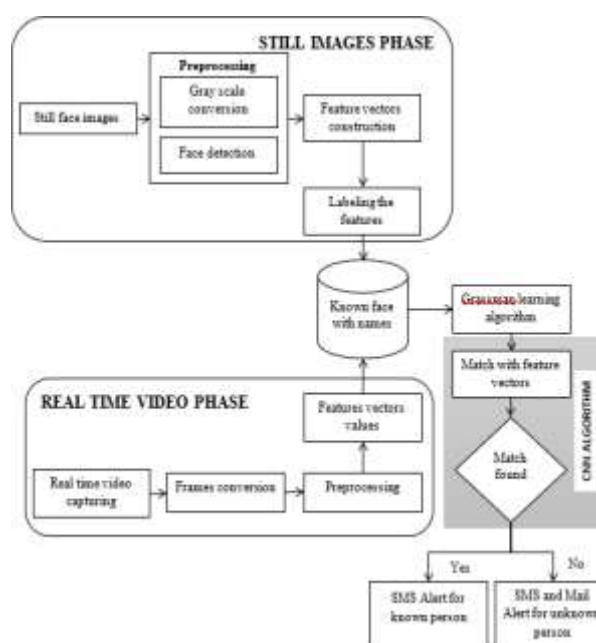 STILL IMAGES PHASE
Preprocessing
Gray scale
conversion
Face detection
Still face images
Feature vectors
construction
Labeling the
features
Known face
with names
Grassman learning
algorithm
Match with feature
vectors
Match
found
CNN ALGORITHM
REAL TIME VIDEO PHASE
Features vectors
values
Real time video
capturing
Frames conversion
Preprocessing
Yes
No
SMS Alert for
known person
SMS and Mail
Alert for unknown
person